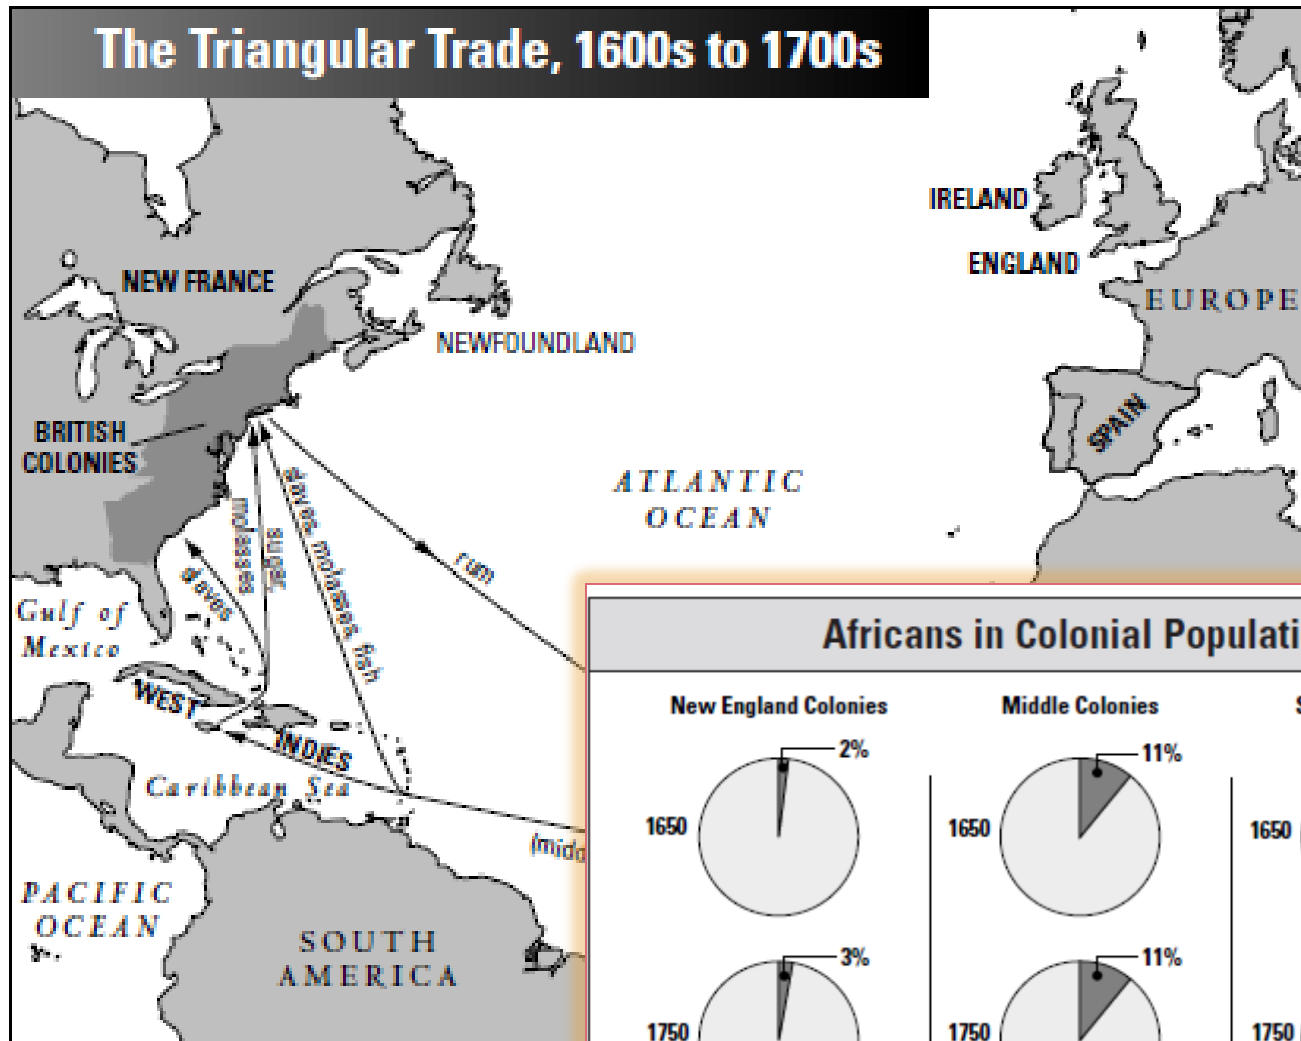 The Triangular Trade, 1600s to 1700s
IRELAND
ENGLAND
EUROPE
NEW FRANCE
NEWFOUNDLAND
BRITISH
COLONIES
SPAIN
ATLANTIC
OCEAN
molasses
sugar,
slaves, molasses, fish
rum
slaves
Gulf of
Mexico
WEST
INDIES
Caribbean Sea
(midd
PACIFIC
OCEAN
SOUTH
AMERICA
Africans in Colonial Populati
New England Colonies
Middle Colonies
S
2%
11%
1650
1650
1650
3%
11%
1750
1750
1750